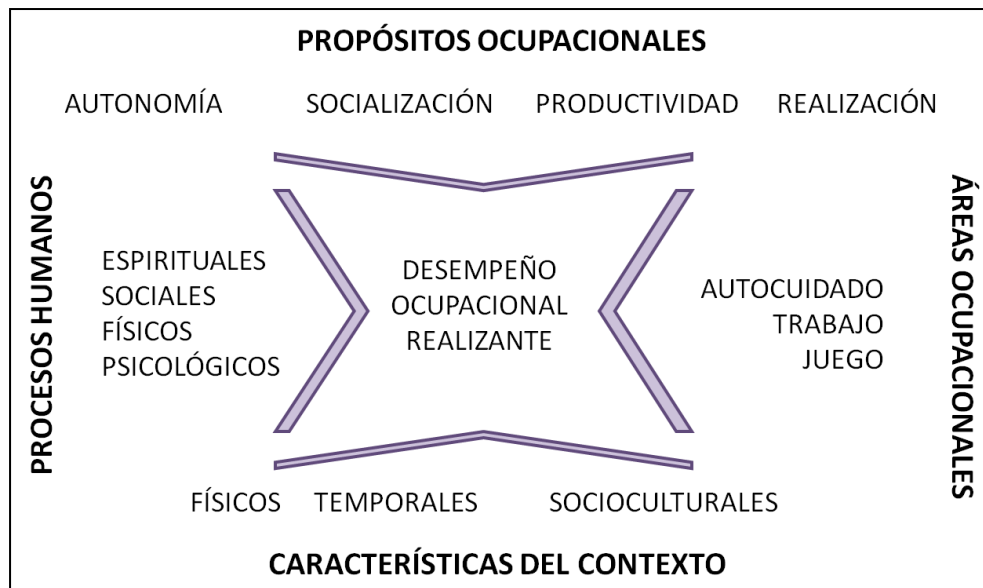 PROPÓSITOS OCUPACIONALES
AUTONOMÍA SOCIALIZACIÓN PRODUCTIVIDAD REALIZACIÓN
PROCESOS HUMANOS
ESPIRITUALES
SOCIALES
FÍSICOS
PSICOLÓGICOS
DESEMPEÑO
OCUPACIONAL
REALIZANTE
AUTOCUIDADO
TRABAJO
JUEGO
ÁREAS OCUPACIONALES
FÍSICOS TEMPORALES SOCIOCULTURALES
CARACTERÍSTICAS DEL CONTEXTO